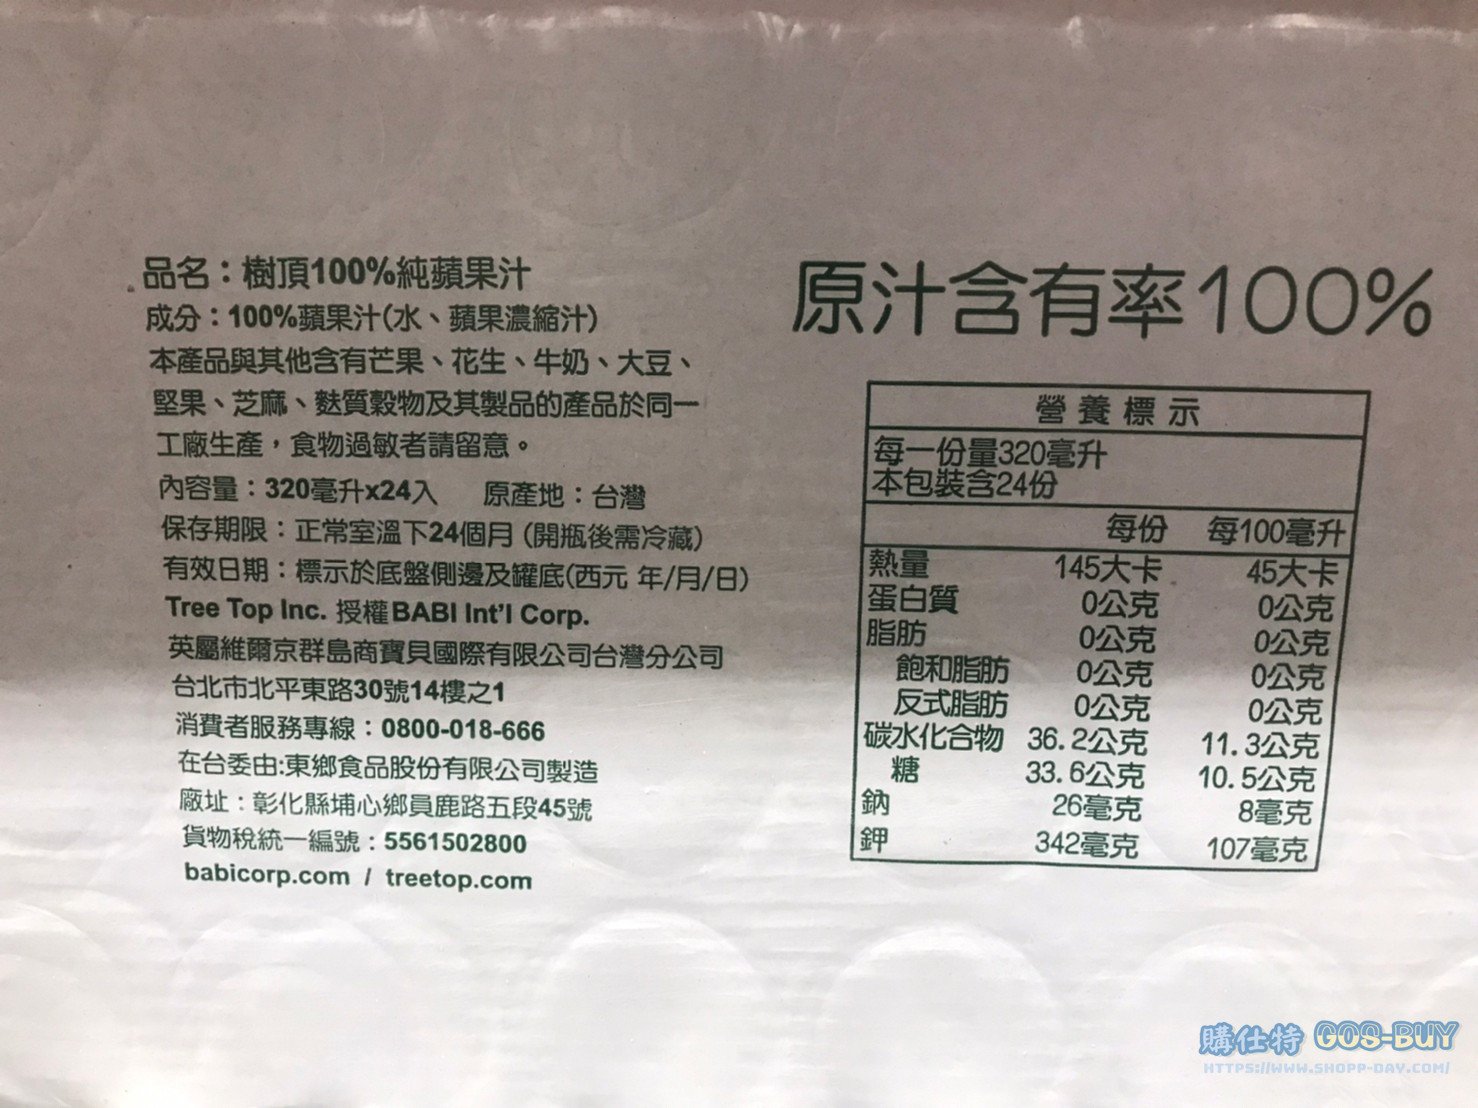 品名：樹頂100%純蘋果汁
成分：100%蘋果汁(水、蘋果濃縮汁)
本產品與其他含有芒果、花生、牛奶、大豆、
堅果、芝麻、麩質穀物及其製品的產品於同一
工廠生產，食物過敏者請留意。
內容量：320毫升x24入 原產地：台灣
保存期限：正常室溫下24個月 (開瓶後需冷藏)
有效日期：標示於底盤側邊及罐底(西元 年/月/日)
Tree Top Inc. 授權BABI Int'l Corp.
英屬維爾京群島商寶貝國際有限公司台灣分公司
台北市北平東路30號14樓之1
消費者服務專線：0800-018-666
在台委由:東鄉食品股份有限公司製造
廠址：彰化縣埔心鄉員鹿路五段45號
貨物稅統一編號：5561502800
babicorp.com / treetop.com
原汁含有率100%
營養標示
每一份量320毫升
本包裝含24份
每份 每100毫升
熱量 145大卡 45大卡
蛋白質 0公克 0公克
脂肪 0公克 0公克
飽和脂肪 0公克 0公克
反式脂肪 0公克 0公克
碳水化合物 36.2公克 11.3公克
糖 33.6公克 10.5公克
鈉 26毫克 8毫克
鉀 342毫克 107毫克
購仕特 GOS-BUY
HTTPS://WWW.SHOPP-DAY.COM/